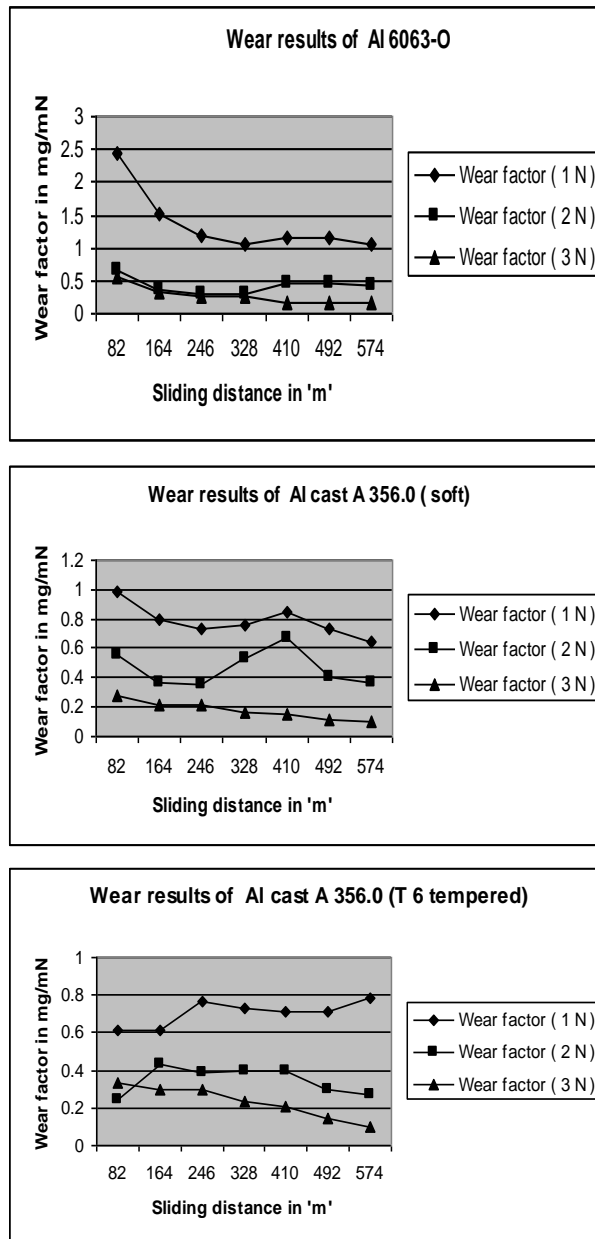 Wear results of Al 6063-O
Wear factor in mg/mN
3
2.5
2
1.5
1
0.5
0
82 164 246 328 410 492 574
Sliding distance in 'm'
Wear factor ( 1 N)
Wear factor ( 2 N)
Wear factor ( 3 N)
Wear results of Al cast A 356.0 ( soft)
Wear factor in mg/mN
1.2
1
0.8
0.6
0.4
0.2
0
82 164 246 328 410 492 574
Sliding distance in 'm'
Wear factor ( 1 N)
Wear factor ( 2 N)
Wear factor ( 3 N)
Wear results of Al cast A 356.0 (T 6 tempered)
Wear factor in mg/mN
1
0.8
0.6
0.4
0.2
0
82 164 246 328 410 492 574
Sliding distance in 'm'
Wear factor ( 1 N)
Wear factor ( 2 N)
Wear factor ( 3 N)